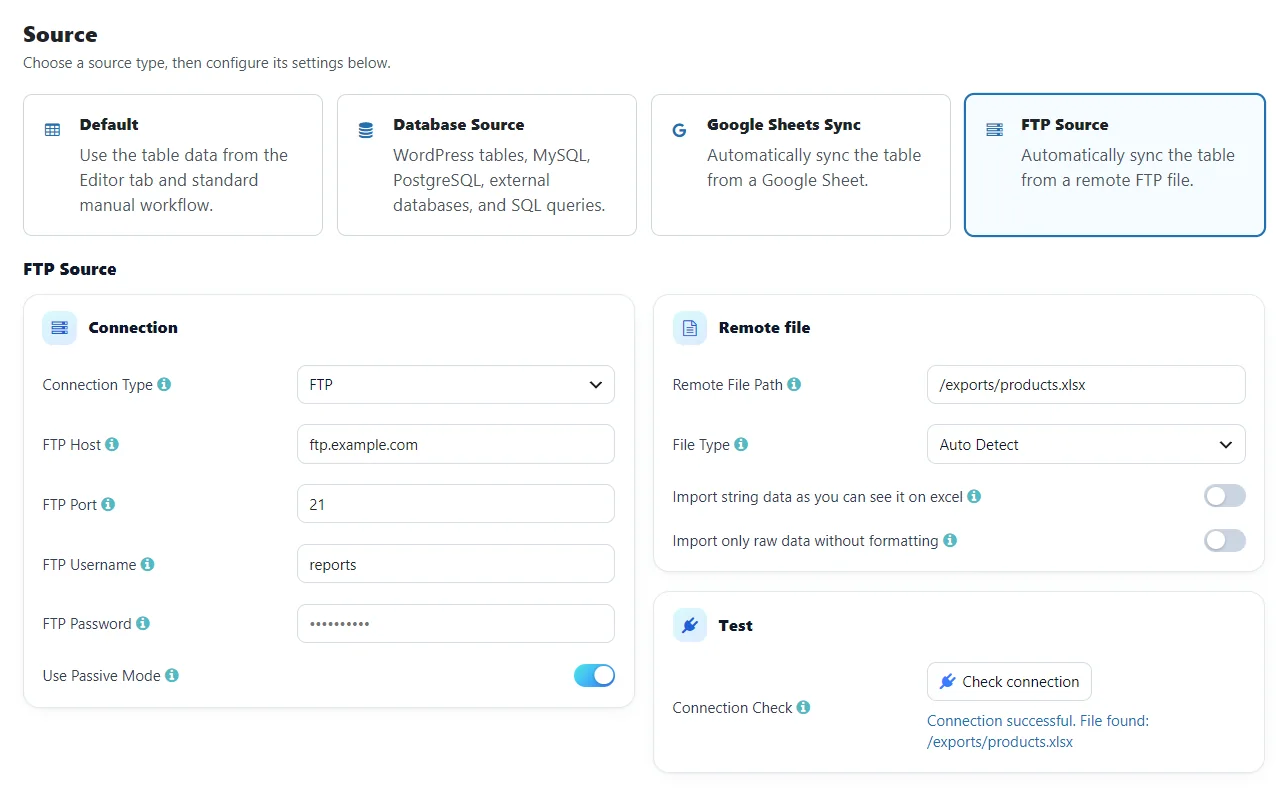 Source
Choose a source type, then configure its settings below.
Default
Use the table data from the
Editor tab and standard
manual workflow.
Database Source
WordPress tables, MySQL,
PostgreSQL, external
databases, and SQL queries.
Google Sheets Sync
Automatically sync the table
from a Google Sheet.
FTP Source
Automatically sync the table
from a remote FTP file.
FTP Source
Connection
Connection Type
FTP
FTP Host
ftp.example.com
FTP Port
21
FTP Username
reports
FTP Password
••••••••••
Use Passive Mode
Remote file
Remote File Path
/exports/products.xlsx
File Type
Auto Detect
Import string data as you can see it on excel
Import only raw data without formatting
Test
Connection Check
Check connection
Connection successful. File found:
/exports/products.xlsx